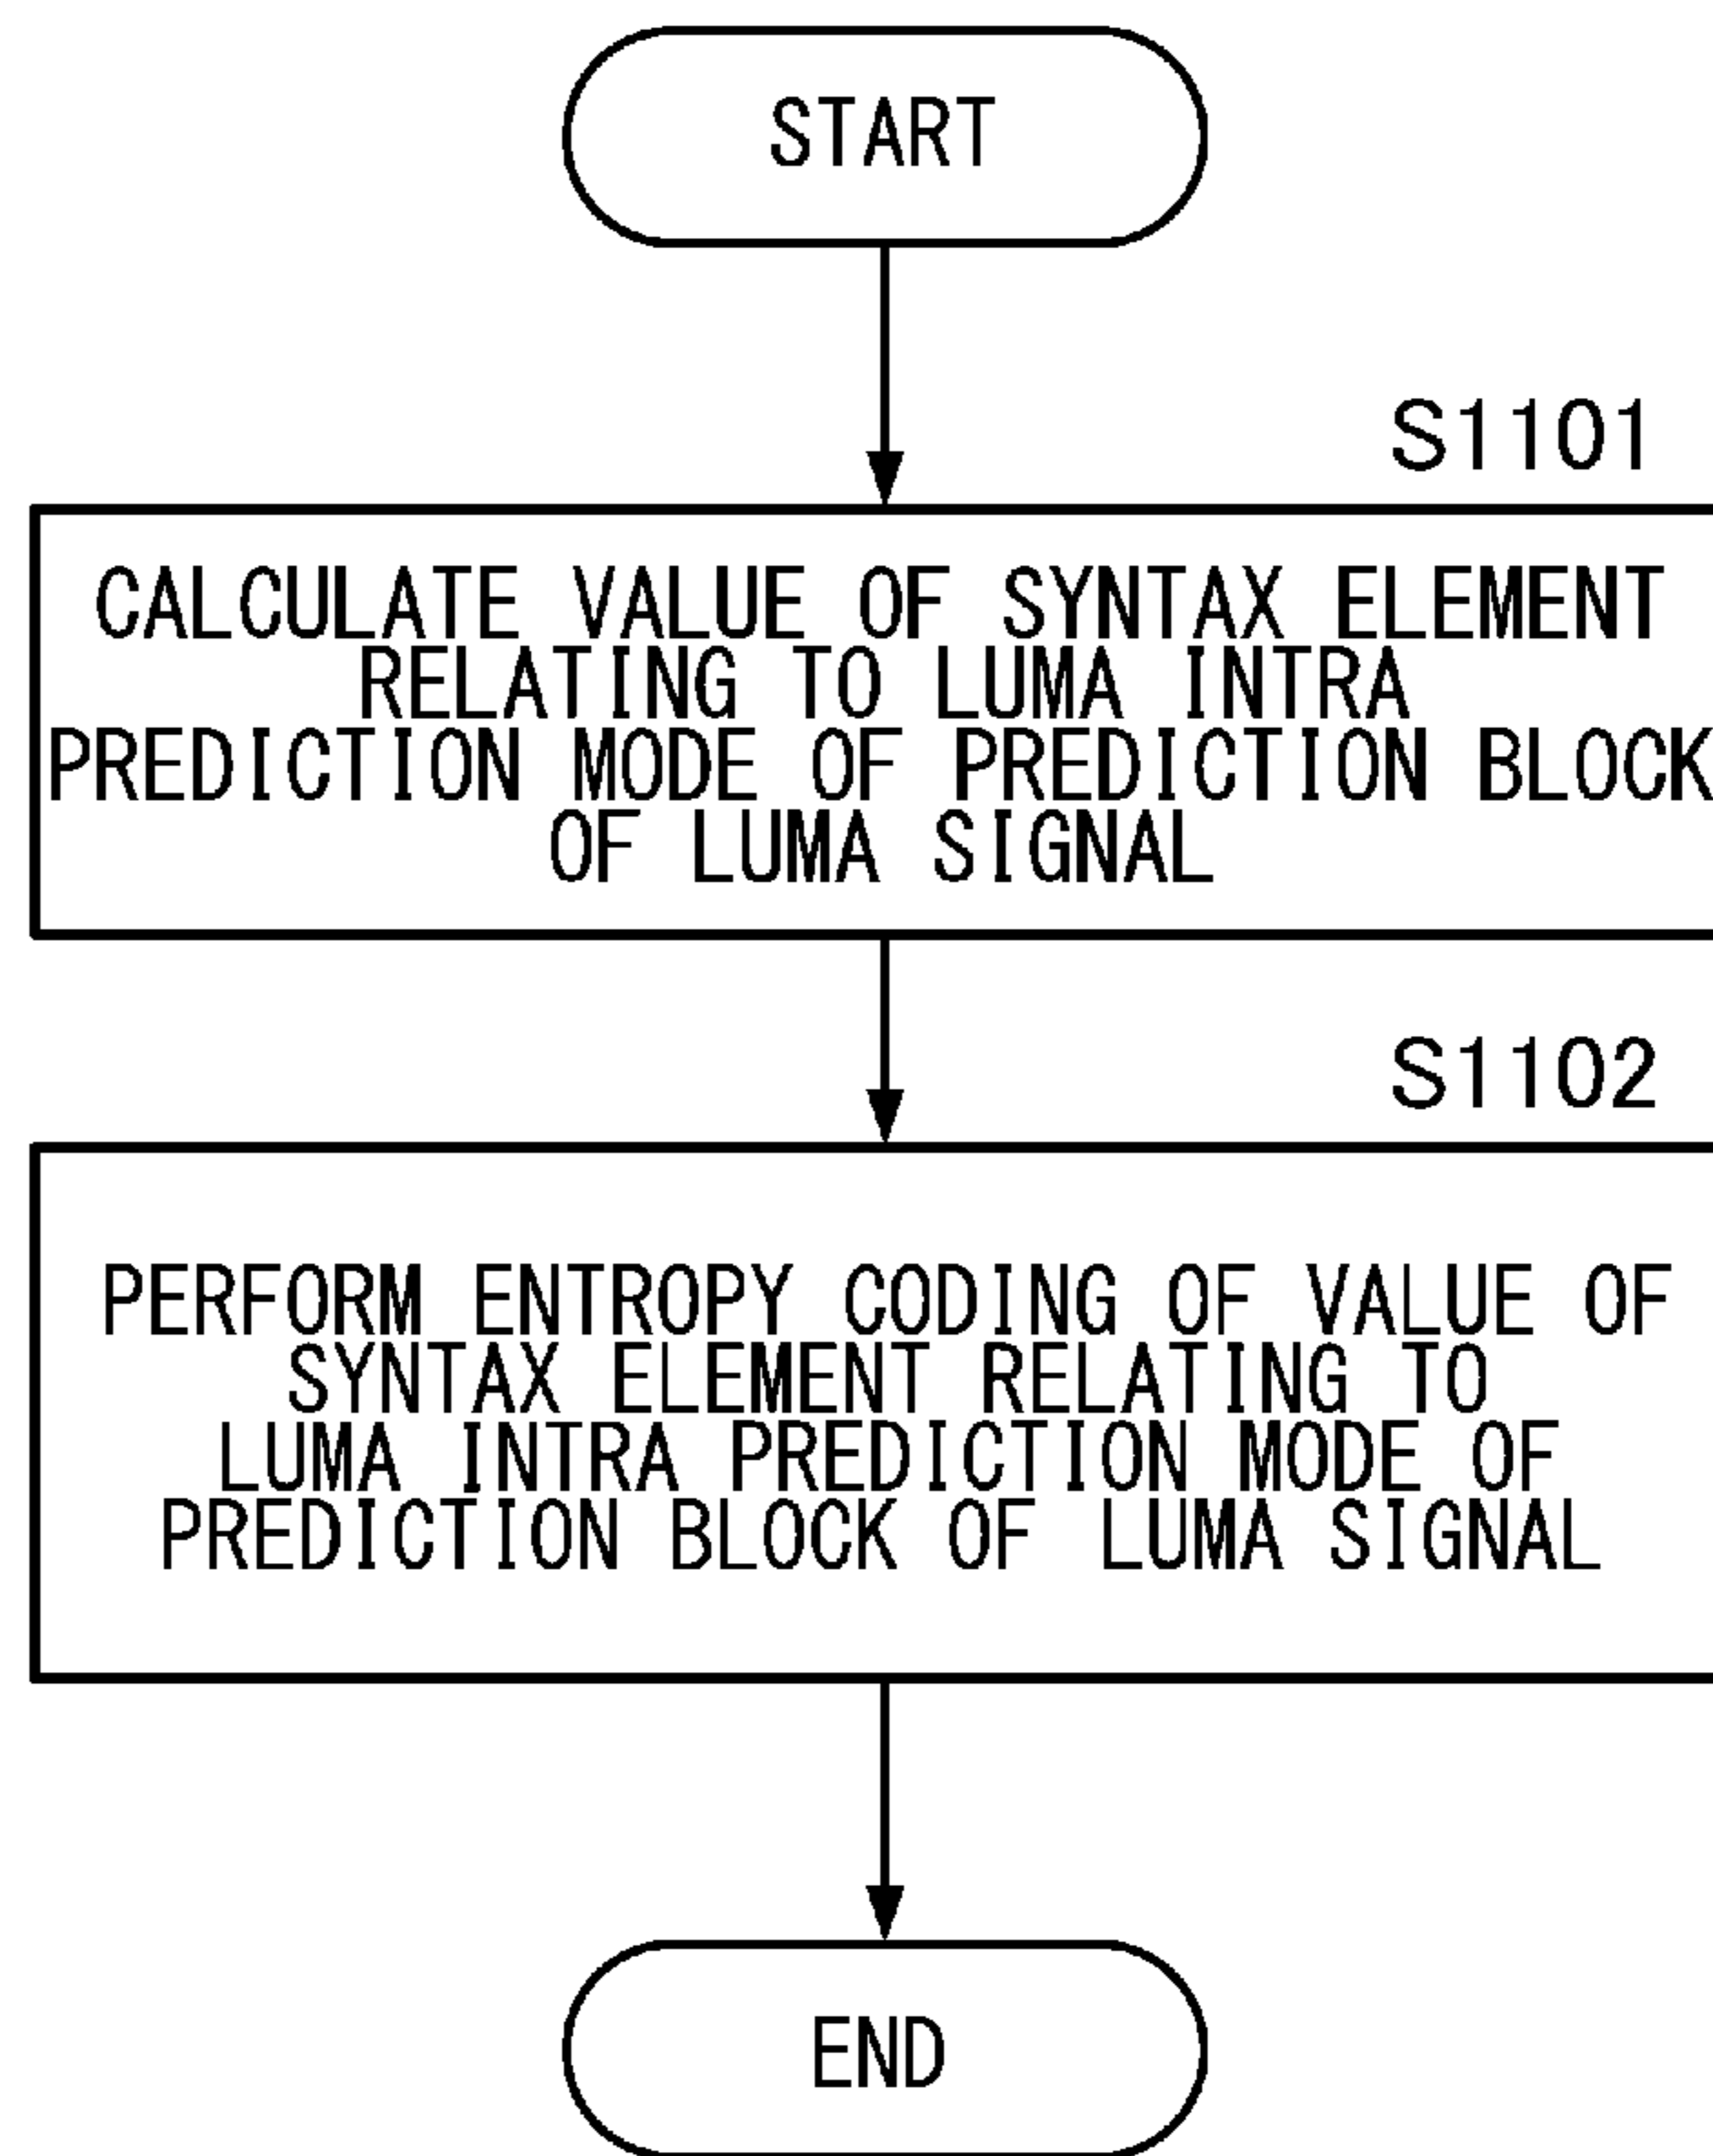 START
S1101
CALCULATE VALUE OF SYNTAX ELEMENT
RELATING TO LUMA INTRA
PREDICTION MODE OF PREDICTION BLOCK
OF LUMA SIGNAL
S1102
PERFORM ENTROPY CODING OF VALUE OF
SYNTAX ELEMENT RELATING TO
LUMA INTRA PREDICTION MODE OF
PREDICTION BLOCK OF LUMA SIGNAL
END